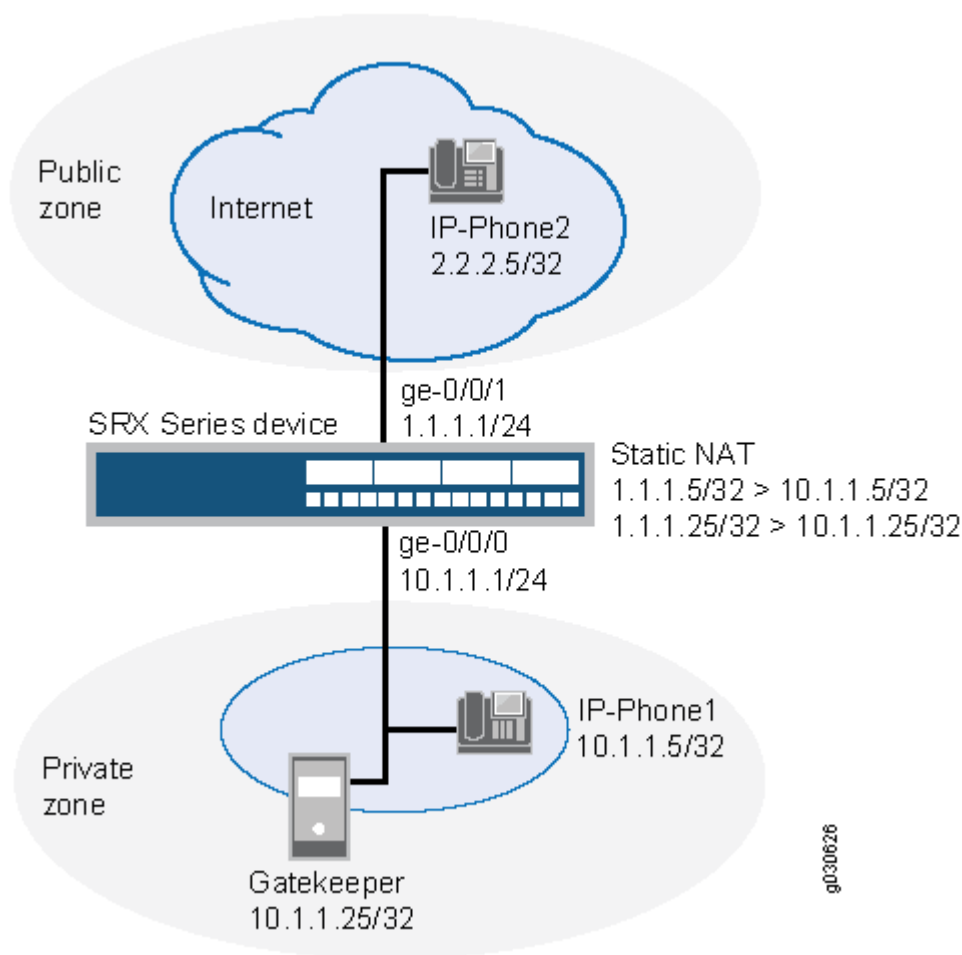 Public
zone
Internet
IP-Phone2
2.2.2.5/32
ge-0/0/1
1.1.1.1/24
SRX Series device
Static NAT
1.1.1.5/32 > 10.1.1.5/32
1.1.1.25/32 > 10.1.1.25/32
ge-0/0/0
10.1.1.1/24
IP-Phone1
10.1.1.5/32
Private
zone
Gatekeeper
10.1.1.25/32
g030626